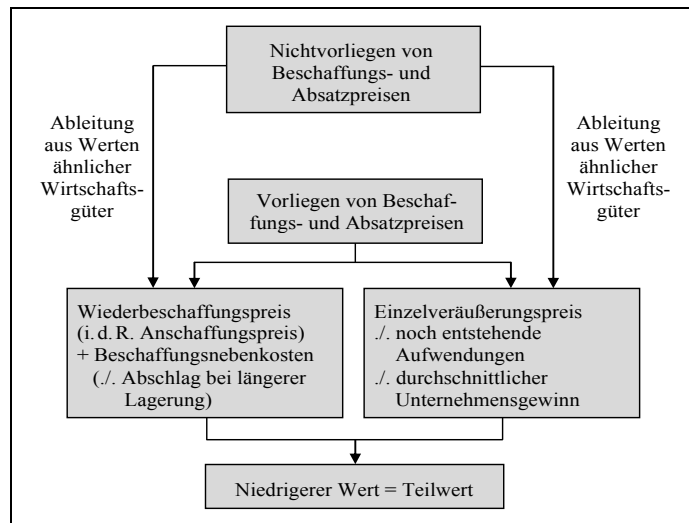 Nichtvorliegen von
Beschaffungs- und
Absatzpreisen
Ableitung
aus Werten
ähnlicher
Wirtschafts-
güter
Ableitung
aus Werten
ähnlicher
Wirtschafts-
güter
Vorliegen von Beschaf-
fungs- und Absatzpreisen
Wiederbeschaffungspreis
(i. d. R. Anschaffungspreis)
+ Beschaffungsnebenkosten
(./. Abschlag bei längerer
Lagerung)
Einzelveräußerungspreis
./. noch entstehende
Aufwendungen
./. durchschnittlicher
Unternehmensgewinn
Niedrigerer Wert = Teilwert